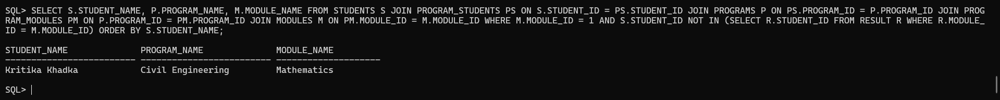 SQL> SELECT S.STUDENT_NAME, P.PROGRAM_NAME, M.MODULE_NAME FROM STUDENTS S JOIN PROGRAM_STUDENTS PS ON S.STUDENT_ID = PS.STUDENT_ID JOIN PROGRAMS P ON PS.PROGRAM_ID = P.PROGRAM_ID JOIN PROG
RAM_MODULES PM ON P.PROGRAM_ID = PM.PROGRAM_ID JOIN MODULES M ON PM.MODULE_ID = M.MODULE_ID WHERE M.MODULE_ID = 1 AND S.STUDENT_ID NOT IN (SELECT R.STUDENT_ID FROM RESULT R WHERE R.MODULE_
ID = M.MODULE_ID) ORDER BY S.STUDENT_NAME;
STUDENT_NAME PROGRAM_NAME MODULE_NAME
------------------------- ------------------------- --------------------
Kritika Khadka Civil Engineering Mathematics
SQL>